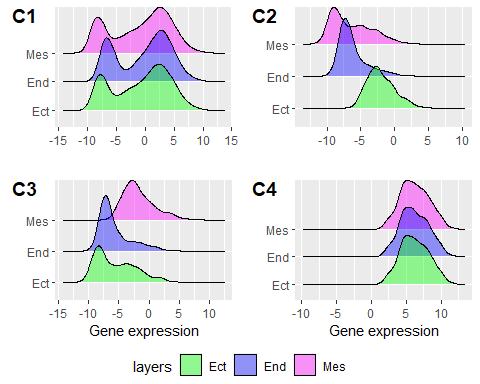 C1
Mes
End
Ect
-15 -10 -5 0 5 10 15
C2
Mes
End
Ect
-10 -5 0 5 10
C3
Mes
End
Ect
-15 -10 -5 0 5 10
Gene expression
C4
Mes
End
Ect
-10 -5 0 5 10
Gene expression
layers Ect End Mes